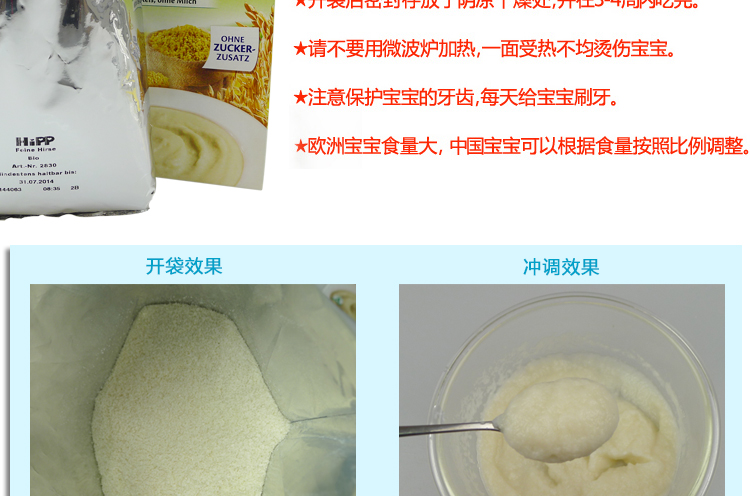 ★开袋后密封存放于阴凉干燥处,并在3-4周内吃完。
ohne Milch
OHNE
ZUCKER-
ZUSATZ
★请不要用微波炉加热,一面受热不均烫伤宝宝。
★注意保护宝宝的牙齿,每天给宝宝刷牙。
★欧洲宝宝食量大, 中国宝宝可以根据食量按照比例调整。
HiPP
Feine Hirse
Bio
Art.-Nr. 2830
Mindestens haltbar bis:
31.07.2014
08:35 2B
开袋效果
冲调效果